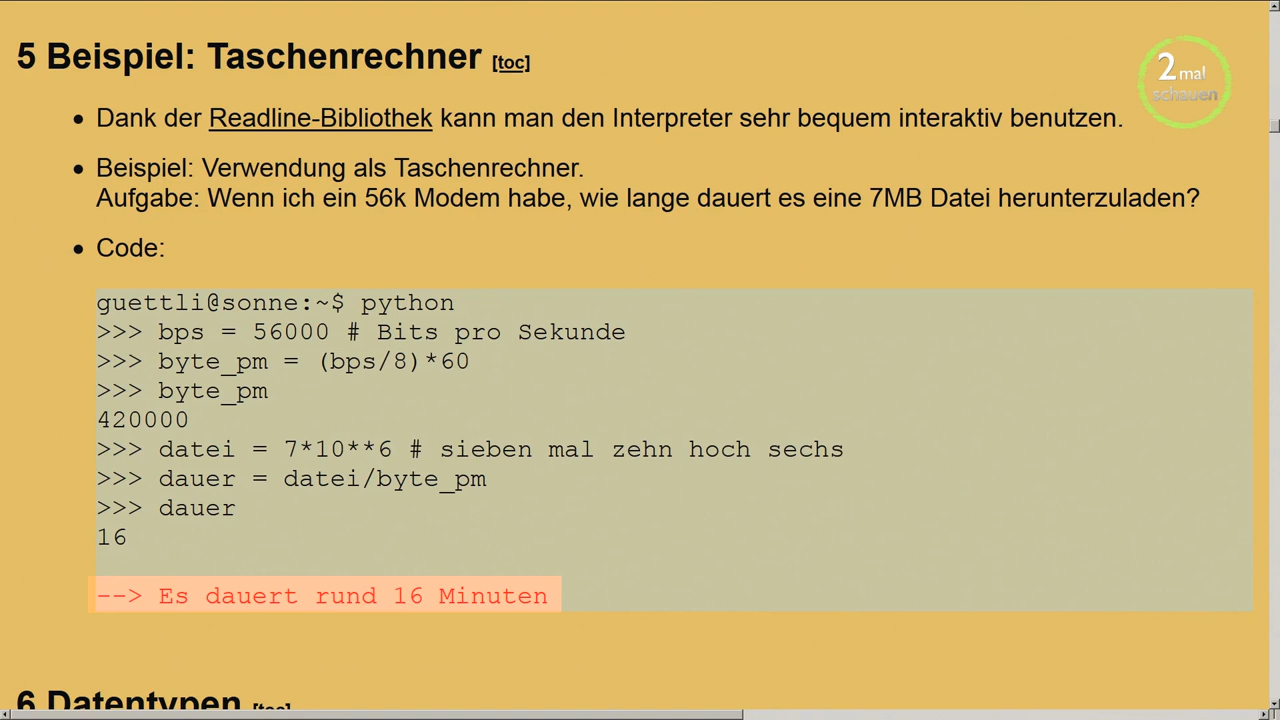 5 Beispiel: Taschenrechner [toc]
2 mal
schauen
• Dank der Readline-Bibliothek kann man den Interpreter sehr bequem interaktiv benutzen.
• Beispiel: Verwendung als Taschenrechner.
Aufgabe: Wenn ich ein 56k Modem habe, wie lange dauert es eine 7MB Datei herunterzuladen?
• Code:
guettli@sonne:~$ python
>>> bps = 56000 # Bits pro Sekunde
>>> byte_pm = (bps/8)*60
>>> byte_pm
420000
>>> datei = 7*10**6 # sieben mal zehn hoch sechs
>>> dauer = datei/byte_pm
>>> dauer
16
--> Es dauert rund 16 Minuten
6 Datentypen [toc]